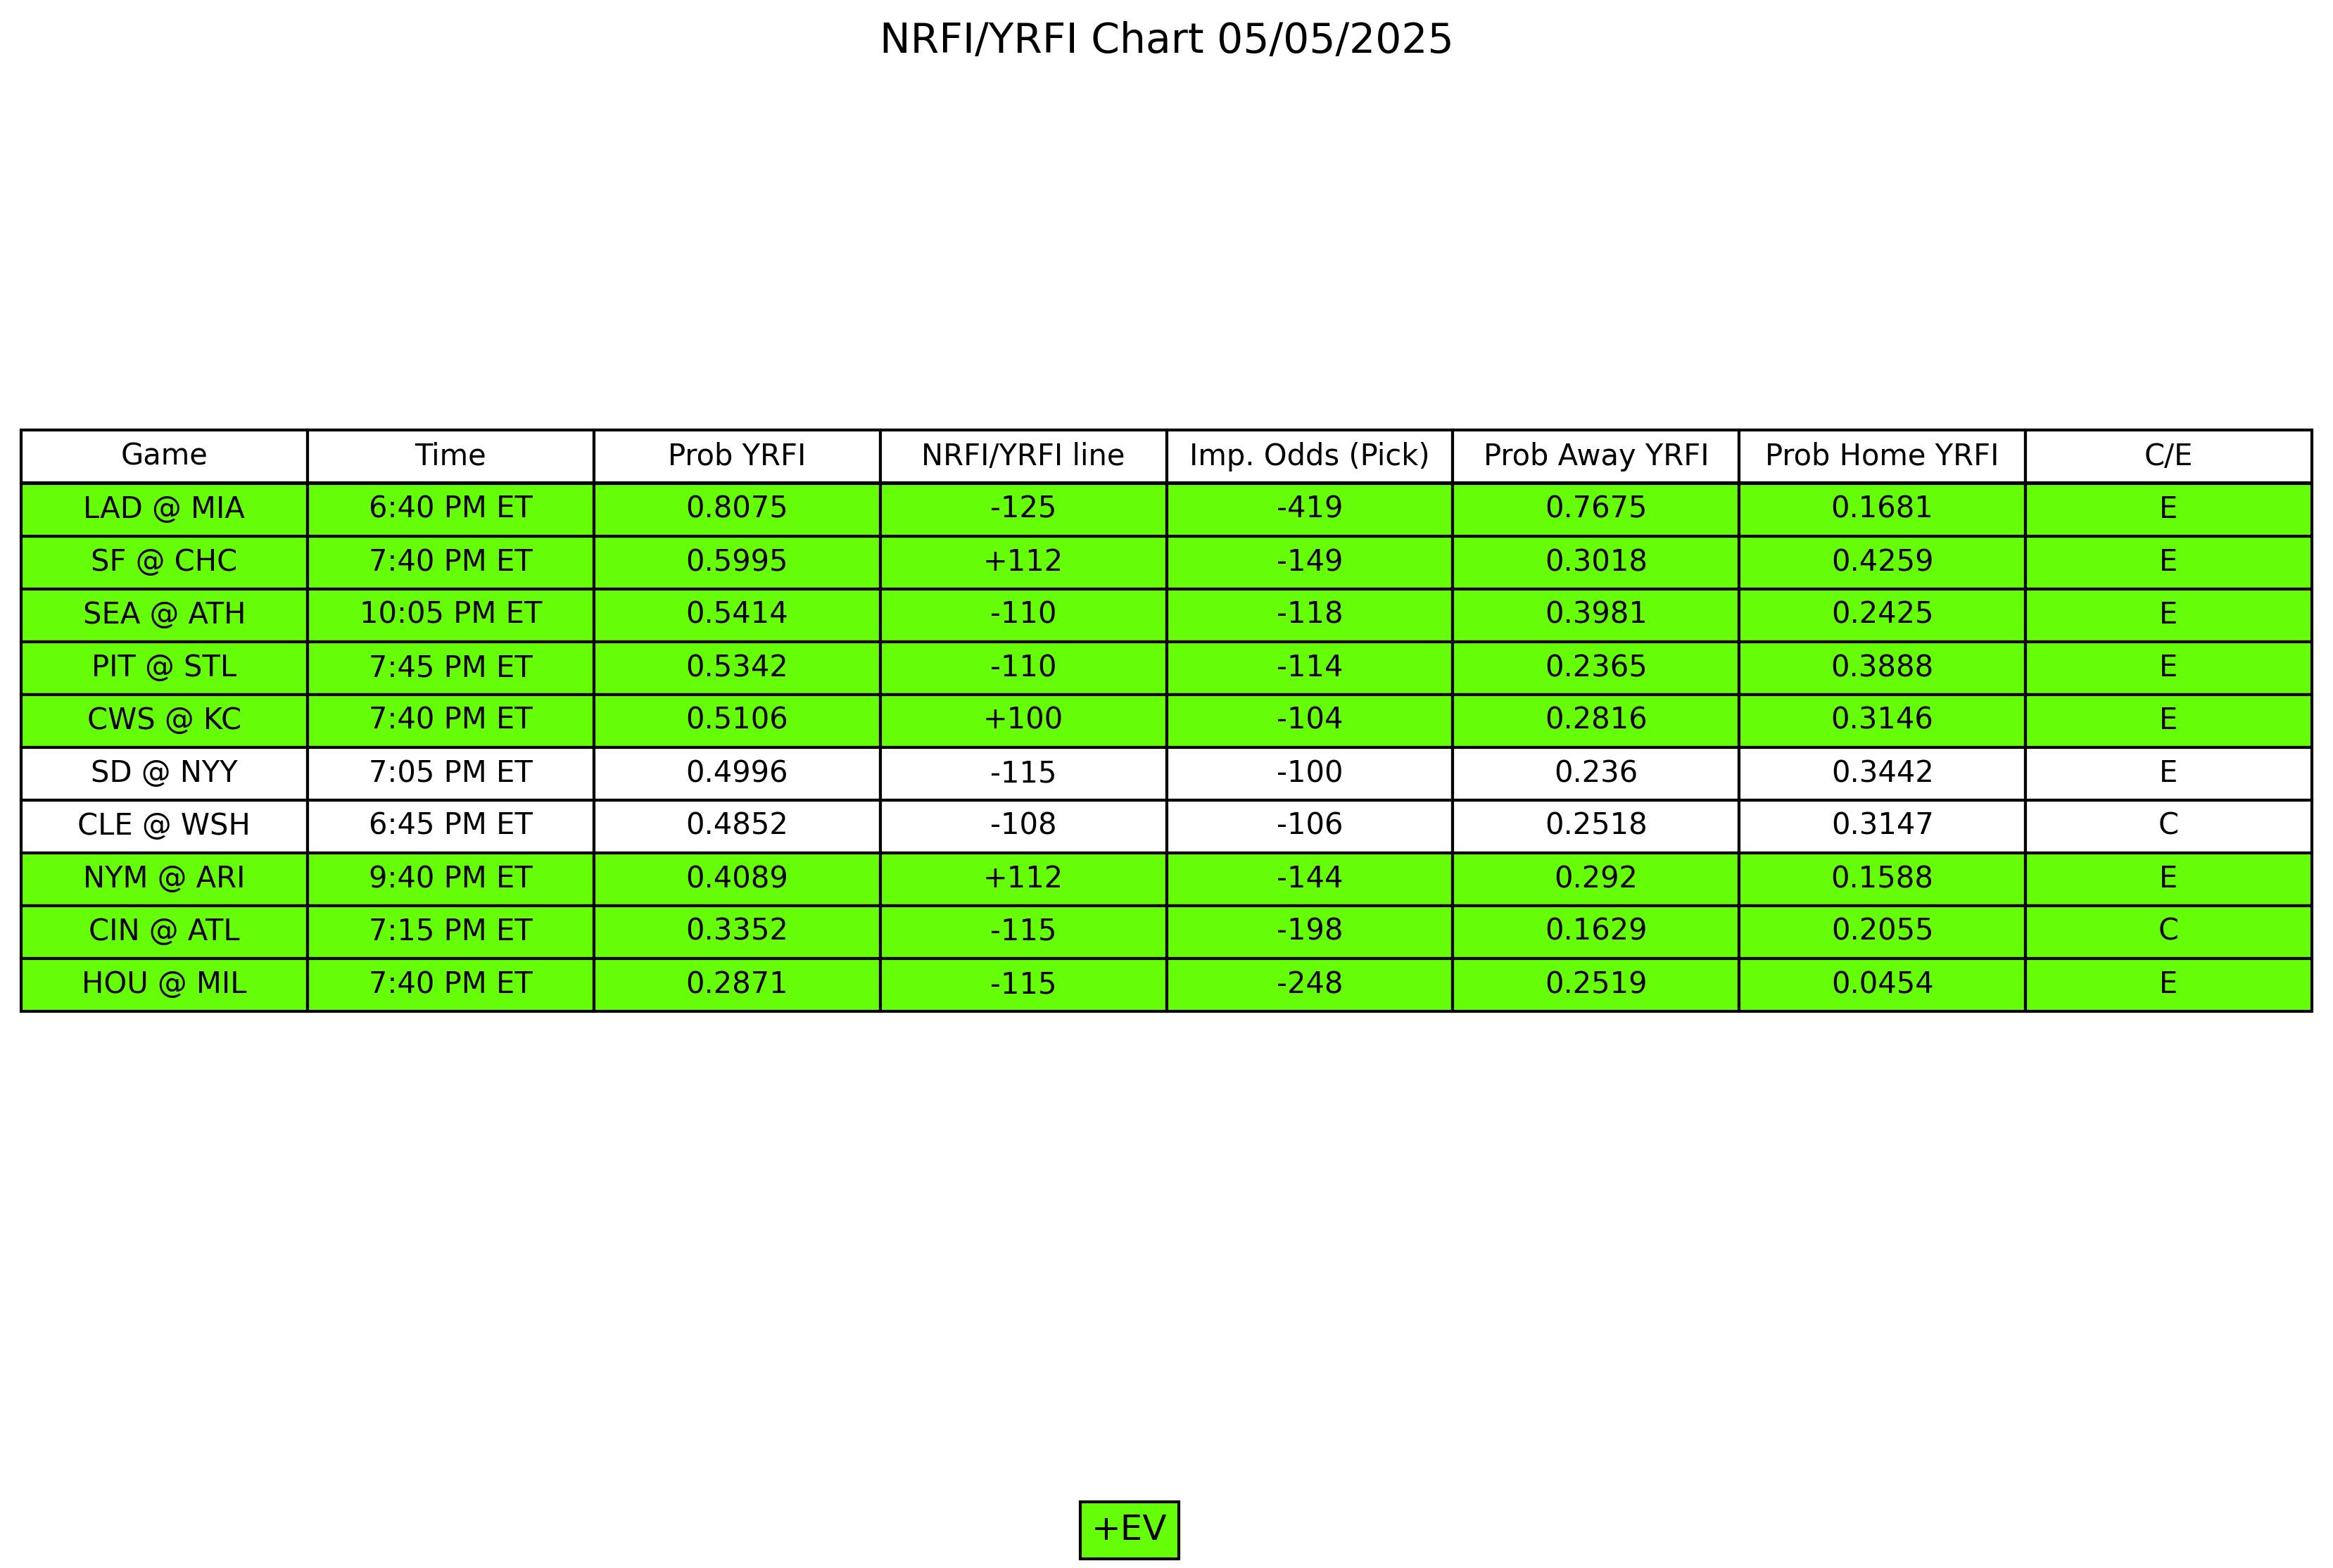 NRFI/YRFI Chart 05/05/2025
Game Time Prob YRFI NRFI/YRFI line Imp. Odds (Pick) Prob Away YRFI Prob Home YRFI C/E
LAD @ MIA 6:40 PM ET 0.8075 -125 -419 0.7675 0.1681 E
SF @ CHC 7:40 PM ET 0.5995 +112 -149 0.3018 0.4259 E
SEA @ ATH 10:05 PM ET 0.5414 -110 -118 0.3981 0.2425 E
PIT @ STL 7:45 PM ET 0.5342 -110 -114 0.2365 0.3888 E
CWS @ KC 7:40 PM ET 0.5106 +100 -104 0.2816 0.3146 E
SD @ NYY 7:05 PM ET 0.4996 -115 -100 0.236 0.3442 E
CLE @ WSH 6:45 PM ET 0.4852 -108 -106 0.2518 0.3147 C
NYM @ ARI 9:40 PM ET 0.4089 +112 -144 0.292 0.1588 E
CIN @ ATL 7:15 PM ET 0.3352 -115 -198 0.1629 0.2055 C
HOU @ MIL 7:40 PM ET 0.2871 -115 -248 0.2519 0.0454 E
+EV